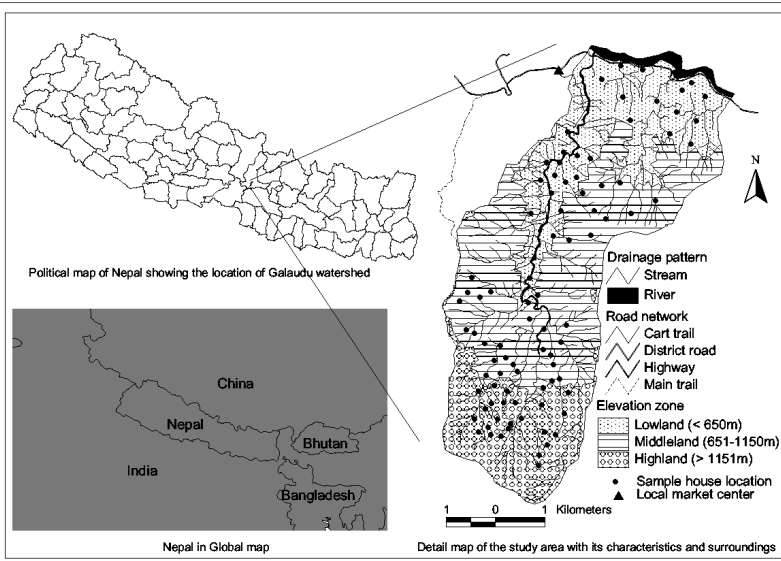 Political map of Nepal showing the location of Galaudu watershed
China
Nepal
Bhutan
India
Bangladesh
Nepal in Global map
N
Drainage pattern
Stream
River
Road network
Cart trail
District road
Highway
Main trail
Elevation zone
Lowland (< 650m)
Middleland (651-1150m)
Highland (> 1151m)
Sample house location
Local market center
1 0 1 Kilometers
Detail map of the study area with its characteristics and surroundings